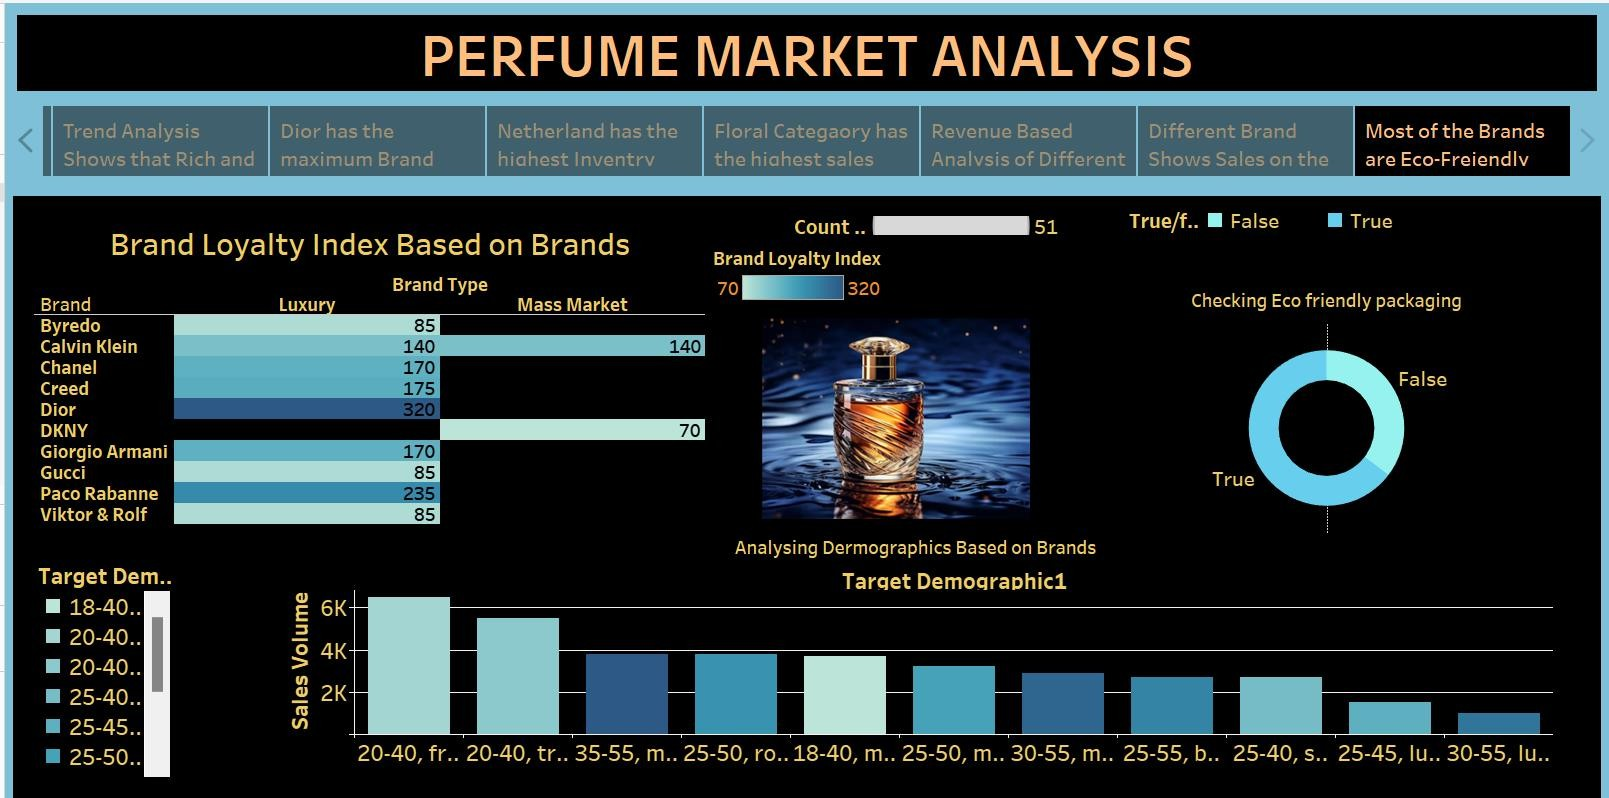 PERFUME MARKET ANALYSIS
Trend Analysis
Shows that Rich and
Dior has the
maximum Brand
Netherland has the
highest Inventry
Floral Categaory has
the highest sales
Revenue Based
Analysis of Different
Different Brand
Shows Sales on the
Most of the Brands
are Eco-Freiendly
Count .. 51
True/f.. False True
Brand Loyalty Index Based on Brands
Brand Loyalty Index
70 320
Brand Type
Brand Luxury Mass Market
Byredo 85
Calvin Klein 140 140
Chanel 170
Creed 175
Dior 320
DKNY 70
Giorgio Armani 170
Gucci 85
Paco Rabanne 235
Viktor & Rolf 85
Checking Eco friendly packaging
False
True
Analysing Dermographics Based on Brands
Target Demographic1
Target Dem..
18-40..
20-40..
20-40..
25-40..
25-45..
25-50..
Sales Volume
6K
4K
2K
20-40, fr.. 20-40, tr.. 35-55, m.. 25-50, ro.. 18-40, m.. 25-50, m.. 30-55, m.. 25-55, b.. 25-40, s.. 25-45, lu.. 30-55, lu..